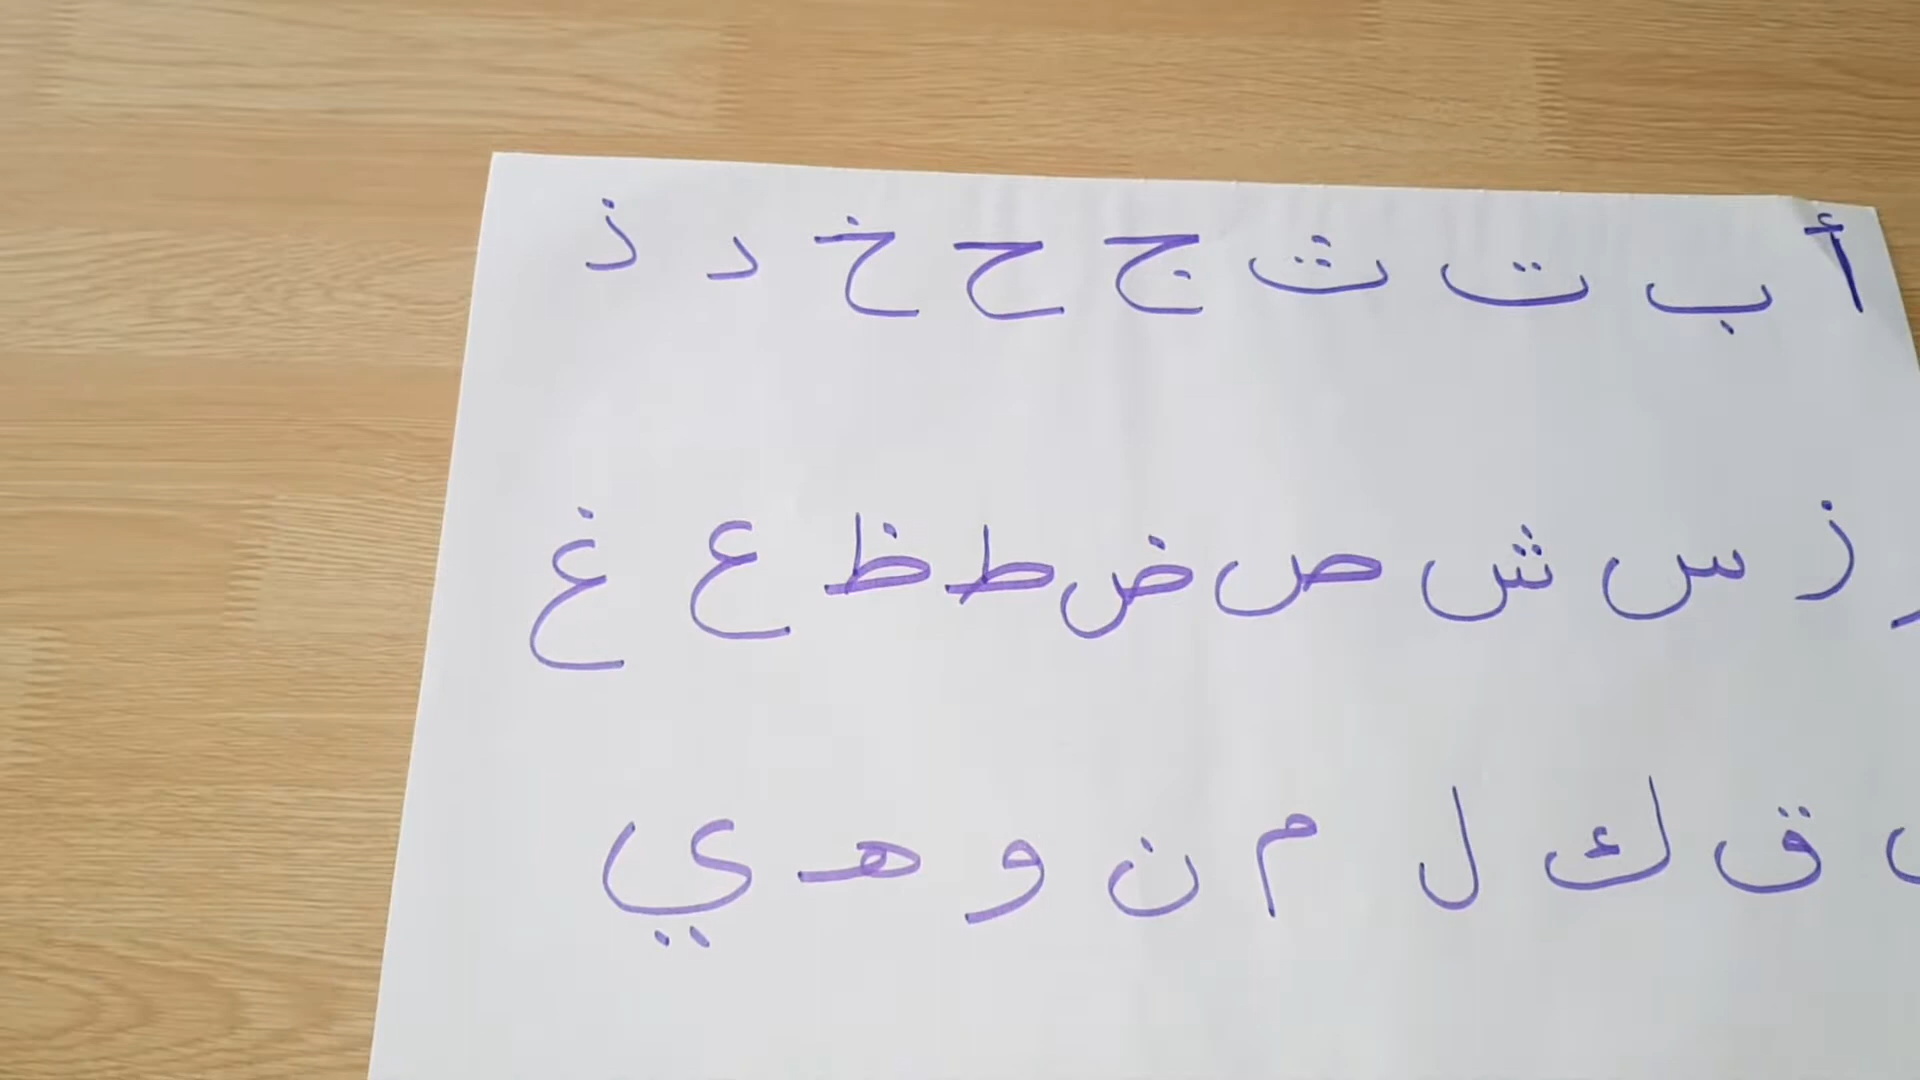 أ ب ت ث ج ح خ د ذ
ز س ش ص ض ط ظ ع غ
ق ك ل م ن و هـ ي